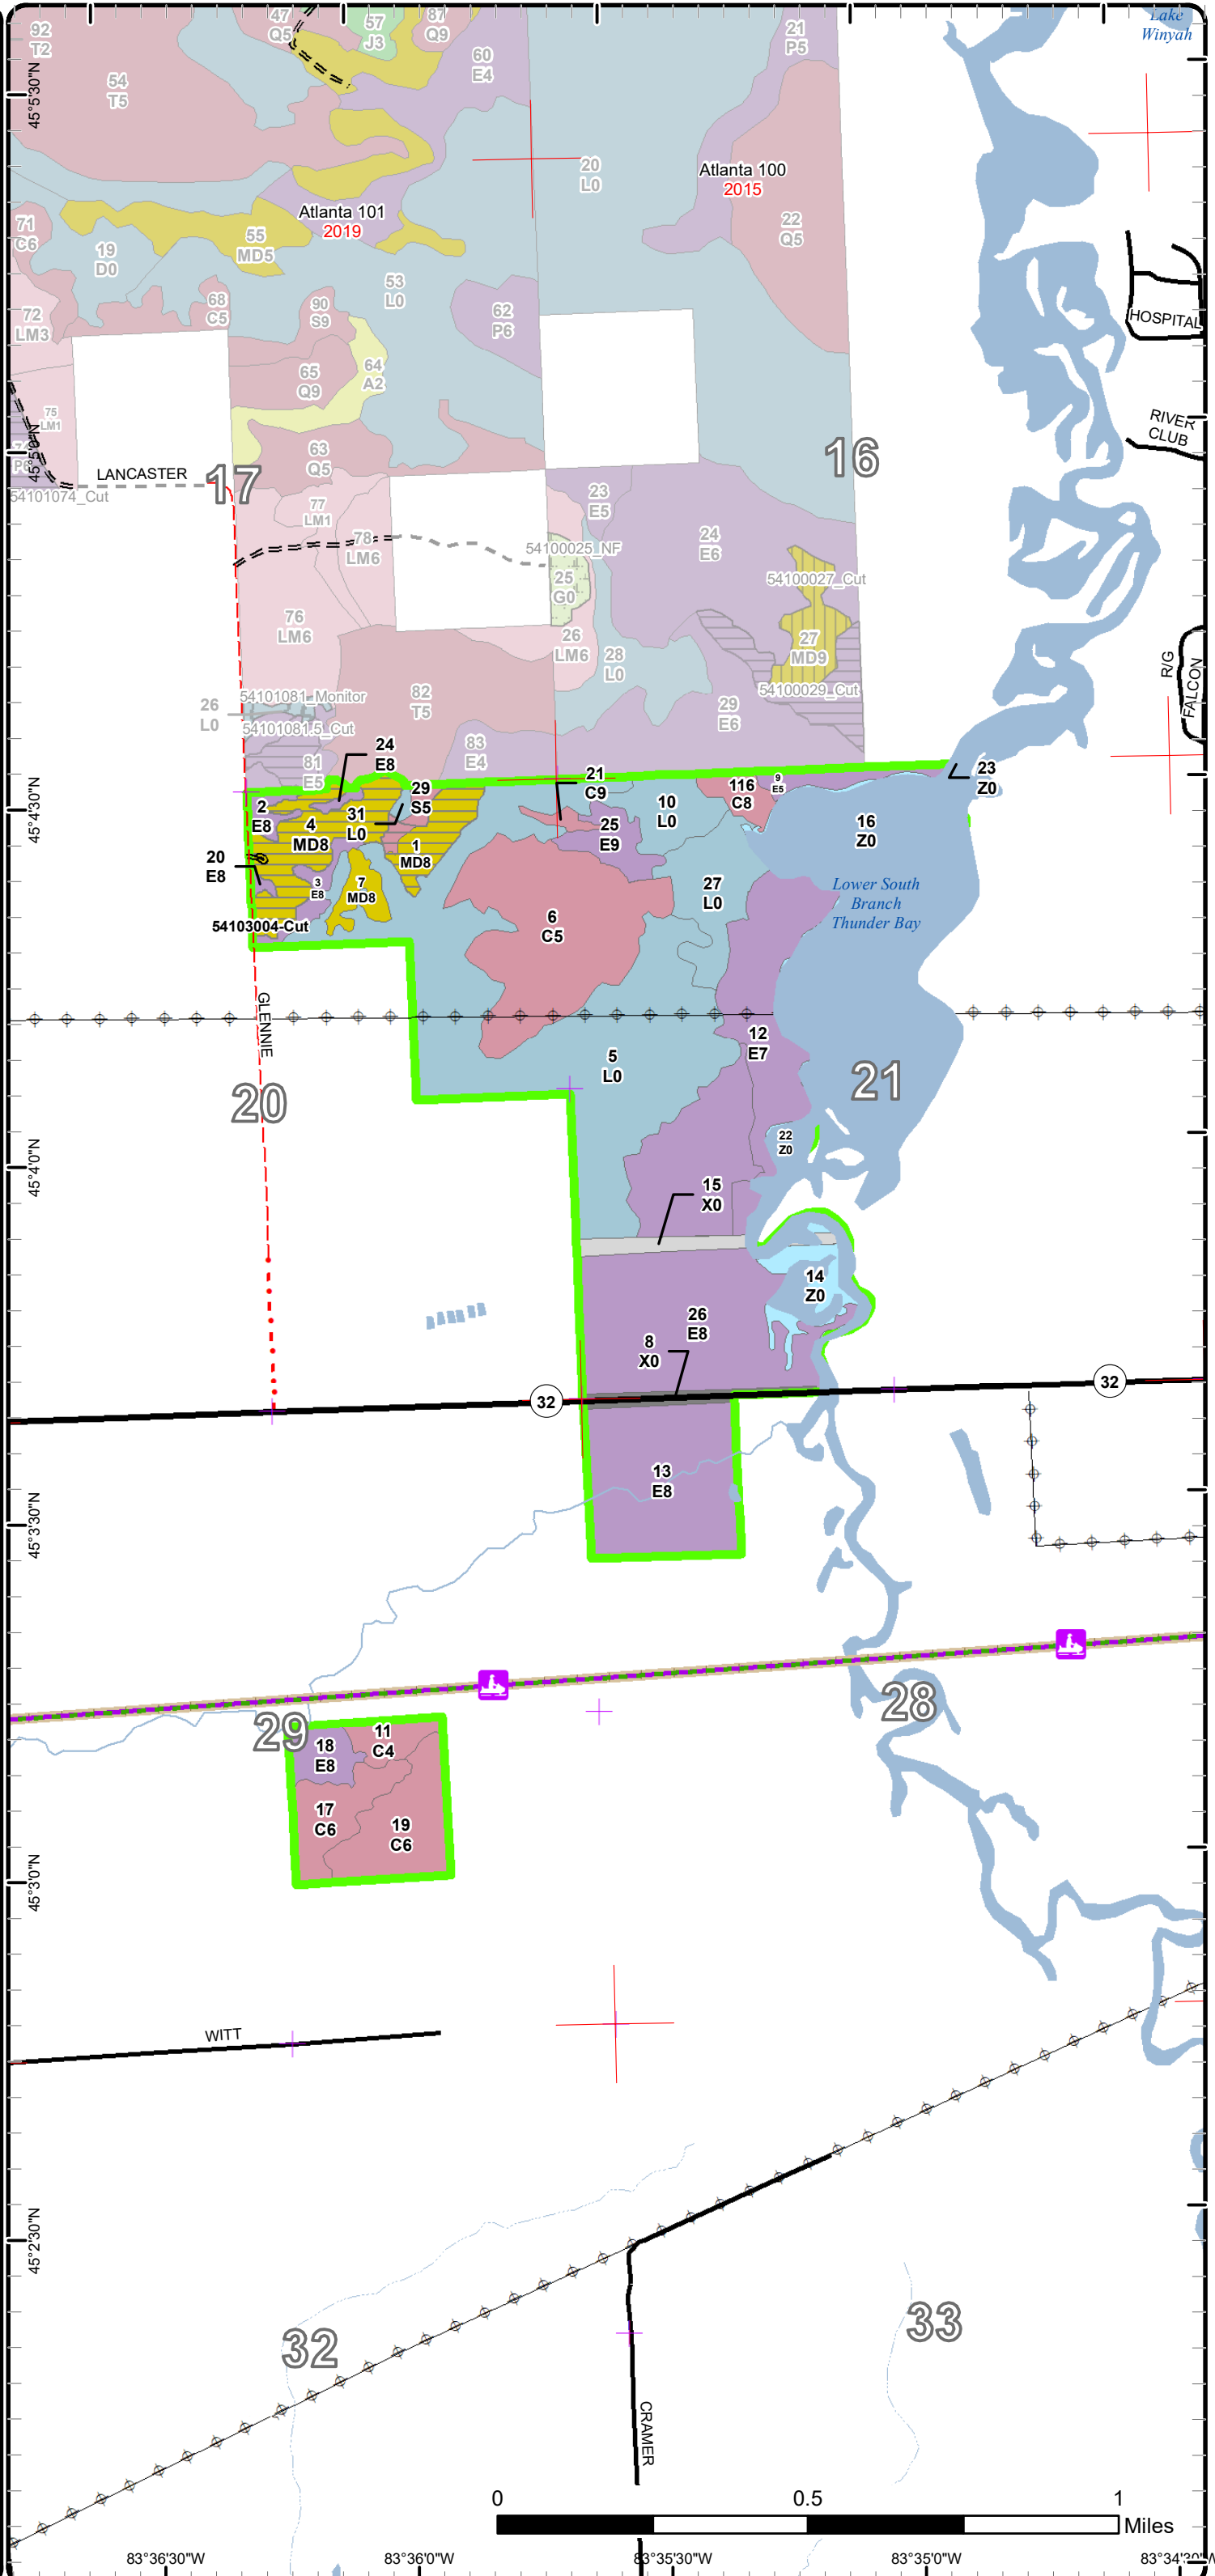 92
T2
47
Q5
57
J3
87
Q9
21
P5
Lake
Winyah
60
E4
54
T5
45°5'30"N
20
L0
Atlanta 100
2015
Atlanta 101
2019
71
C6
22
Q5
55
MD5
19
D0
53
L0
68
C5
90
S9
62
P6
72
LM3
HOSPITAL
65
Q9
64
A2
75
LM1
RIVER
CLUB
45°5'0"N
63
Q5
16
17
LANCASTER
54101074_Cut
77
LM1
23
E5
78
LM6
24
E6
54100025_NF
25
G0
54100027_Cut
76
LM6
26
LM6
27
MD9
28
L0
R/G
FALCON
54101081_Monitor
82
T5
54100029_Cut
26
L0
29
E6
54101081.5_Cut
24
E8
83
E4
81
E5
21
C9
23
Z0
29
S5
116
C8
9
E5
45°4'30"N
2
E8
10
L0
31
L0
4
MD8
25
E9
16
Z0
1
MD8
20
E8
3
E8
7
MD8
27
L0
Lower South
Branch
Thunder Bay
54103004-Cut
6
C5
GLENNIE
12
E7
5
L0
20
21
22
Z0
45°4'0"N
15
X0
14
Z0
26
E8
8
X0
32
32
13
E8
45°3'30"N
28
29
18
E8
11
C4
17
C6
19
C6
45°3'0"N
WITT
45°2'30"N
32
33
CRAMER
0
0.5
1
Miles
83°36'30"W
83°36'0"W
83°35'30"W
83°35'0"W